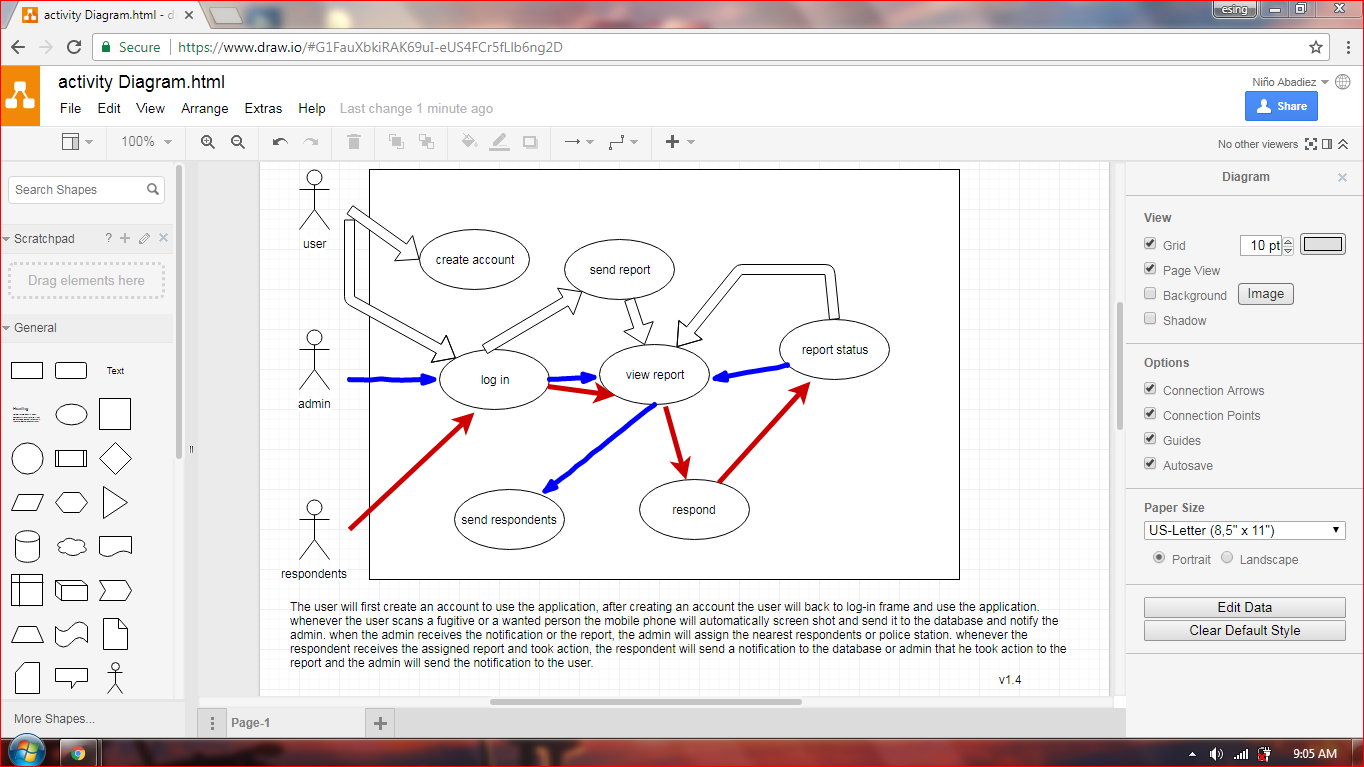 activity Diagram.html - d
esing
Secure
https://www.draw.io/#G1FauXbkiRAK69uI-eUS4FCr5fLlb6ng2D
activity Diagram.html
Niño Abadiez
File Edit View Arrange Extras Help Last change 1 minute ago
Share
100%
No other viewers
Search Shapes
Scratchpad ?
Drag elements here
General
Text
Heading
More Shapes...
user
create account
send report
report status
admin
log in
view report
send respondents
respond
respondents
The user will first create an account to use the application, after creating an account the user will back to log-in frame and use the application.
whenever the user scans a fugitive or a wanted person the mobile phone will automatically screen shot and send it to the database and notify the
admin. when the admin receives the notification or the report, the admin will assign the nearest respondents or police station. whenever the
respondent receives the assigned report and took action, the respondent will send a notification to the database or admin that he took action to the
report and the admin will send the notification to the user.
v1.4
Page-1
Diagram
View
Grid 10 pt
Page View
Background Image
Shadow
Options
Connection Arrows
Connection Points
Guides
Autosave
Paper Size
US-Letter (8,5" x 11")
Portrait Landscape
Edit Data
Clear Default Style
9:05 AM